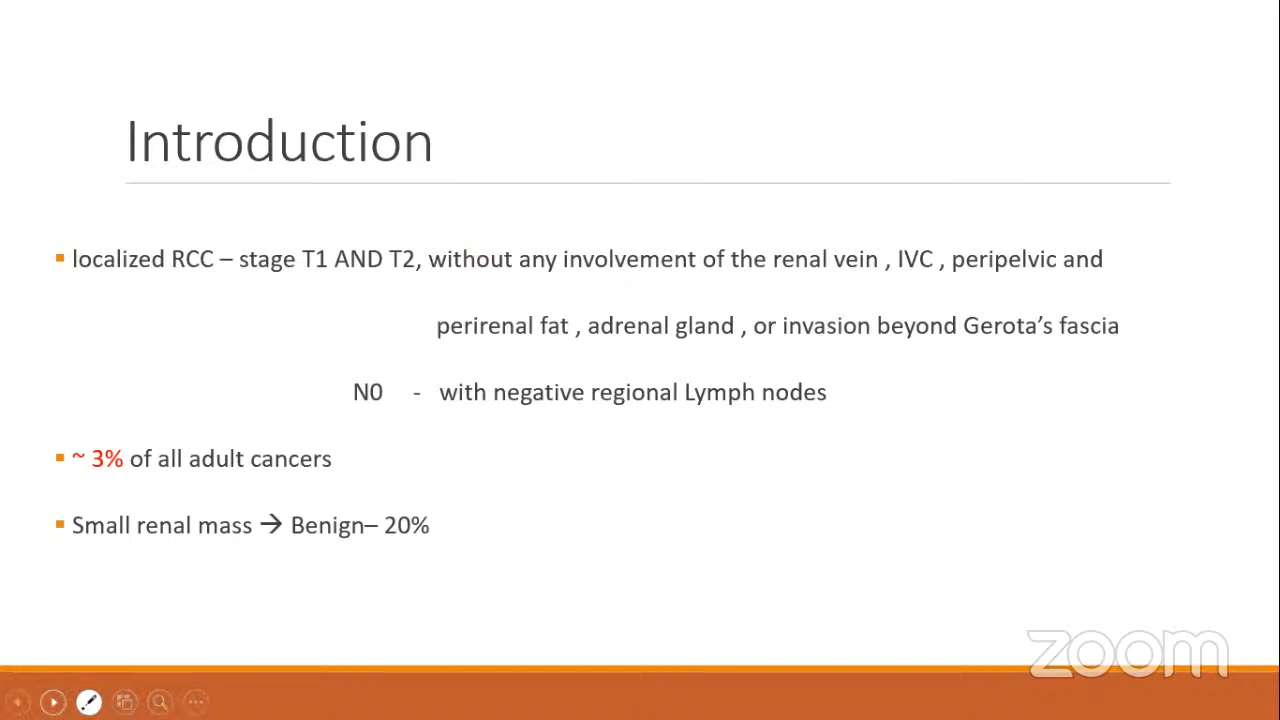 Introduction
▪ localized RCC – stage T1 AND T2, without any involvement of the renal vein , IVC , peripelvic and
perirenal fat , adrenal gland , or invasion beyond Gerota’s fascia
N0 - with negative regional Lymph nodes
▪ ~ 3% of all adult cancers
▪ Small renal mass → Benign– 20%
zoom